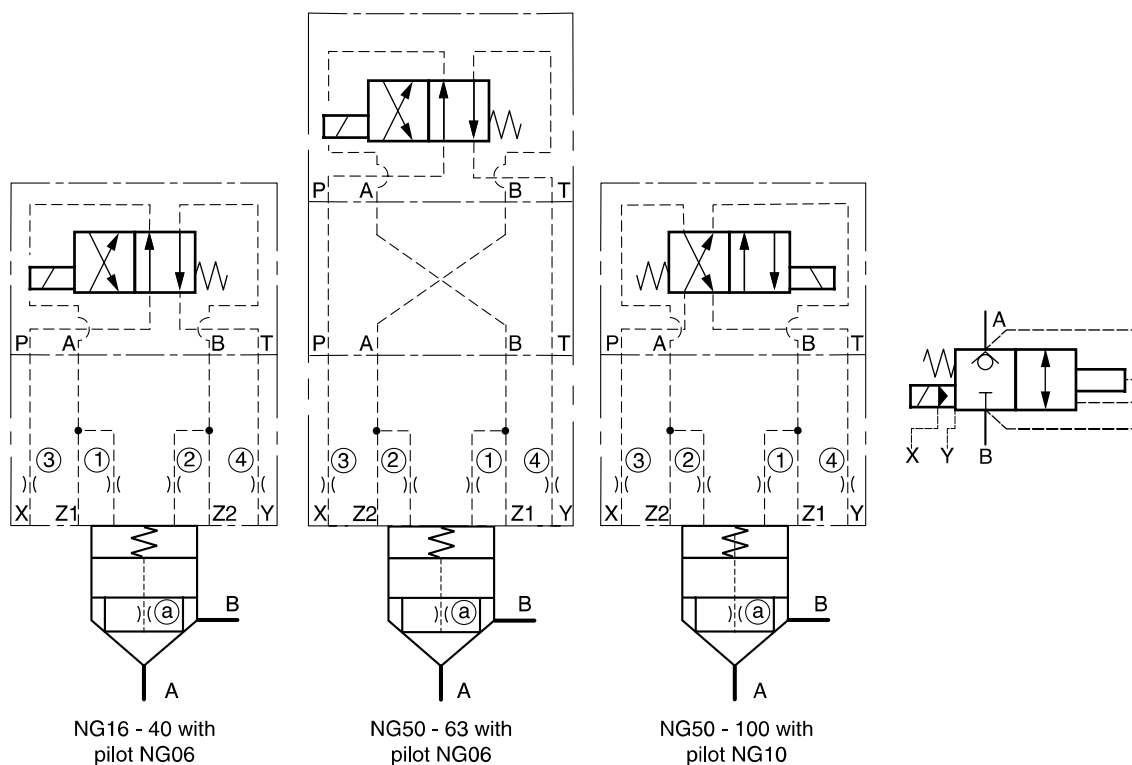 P A B T
P A B T
P A B T
P A B T
③ ① ② ④
③ ② ① ④
③ ② ① ④
X Z1 Z2 Y
X Z2 Z1 Y
X Z2 Z1 Y
ⓐ B
ⓐ B
ⓐ B
A
A
A
A
X Y B
NG16 - 40 with
pilot NG06
NG50 - 63 with
pilot NG06
NG50 - 100 with
pilot NG10